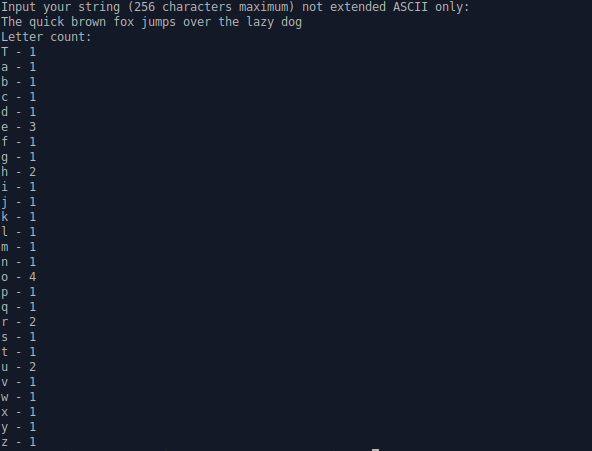 Input your string (256 characters maximum) not extended ASCII only:
The quick brown fox jumps over the lazy dog
Letter count:
T - 1
a - 1
b - 1
c - 1
d - 1
e - 3
f - 1
g - 1
h - 2
i - 1
j - 1
k - 1
l - 1
m - 1
n - 1
o - 4
p - 1
q - 1
r - 2
s - 1
t - 1
u - 2
v - 1
w - 1
x - 1
y - 1
z - 1